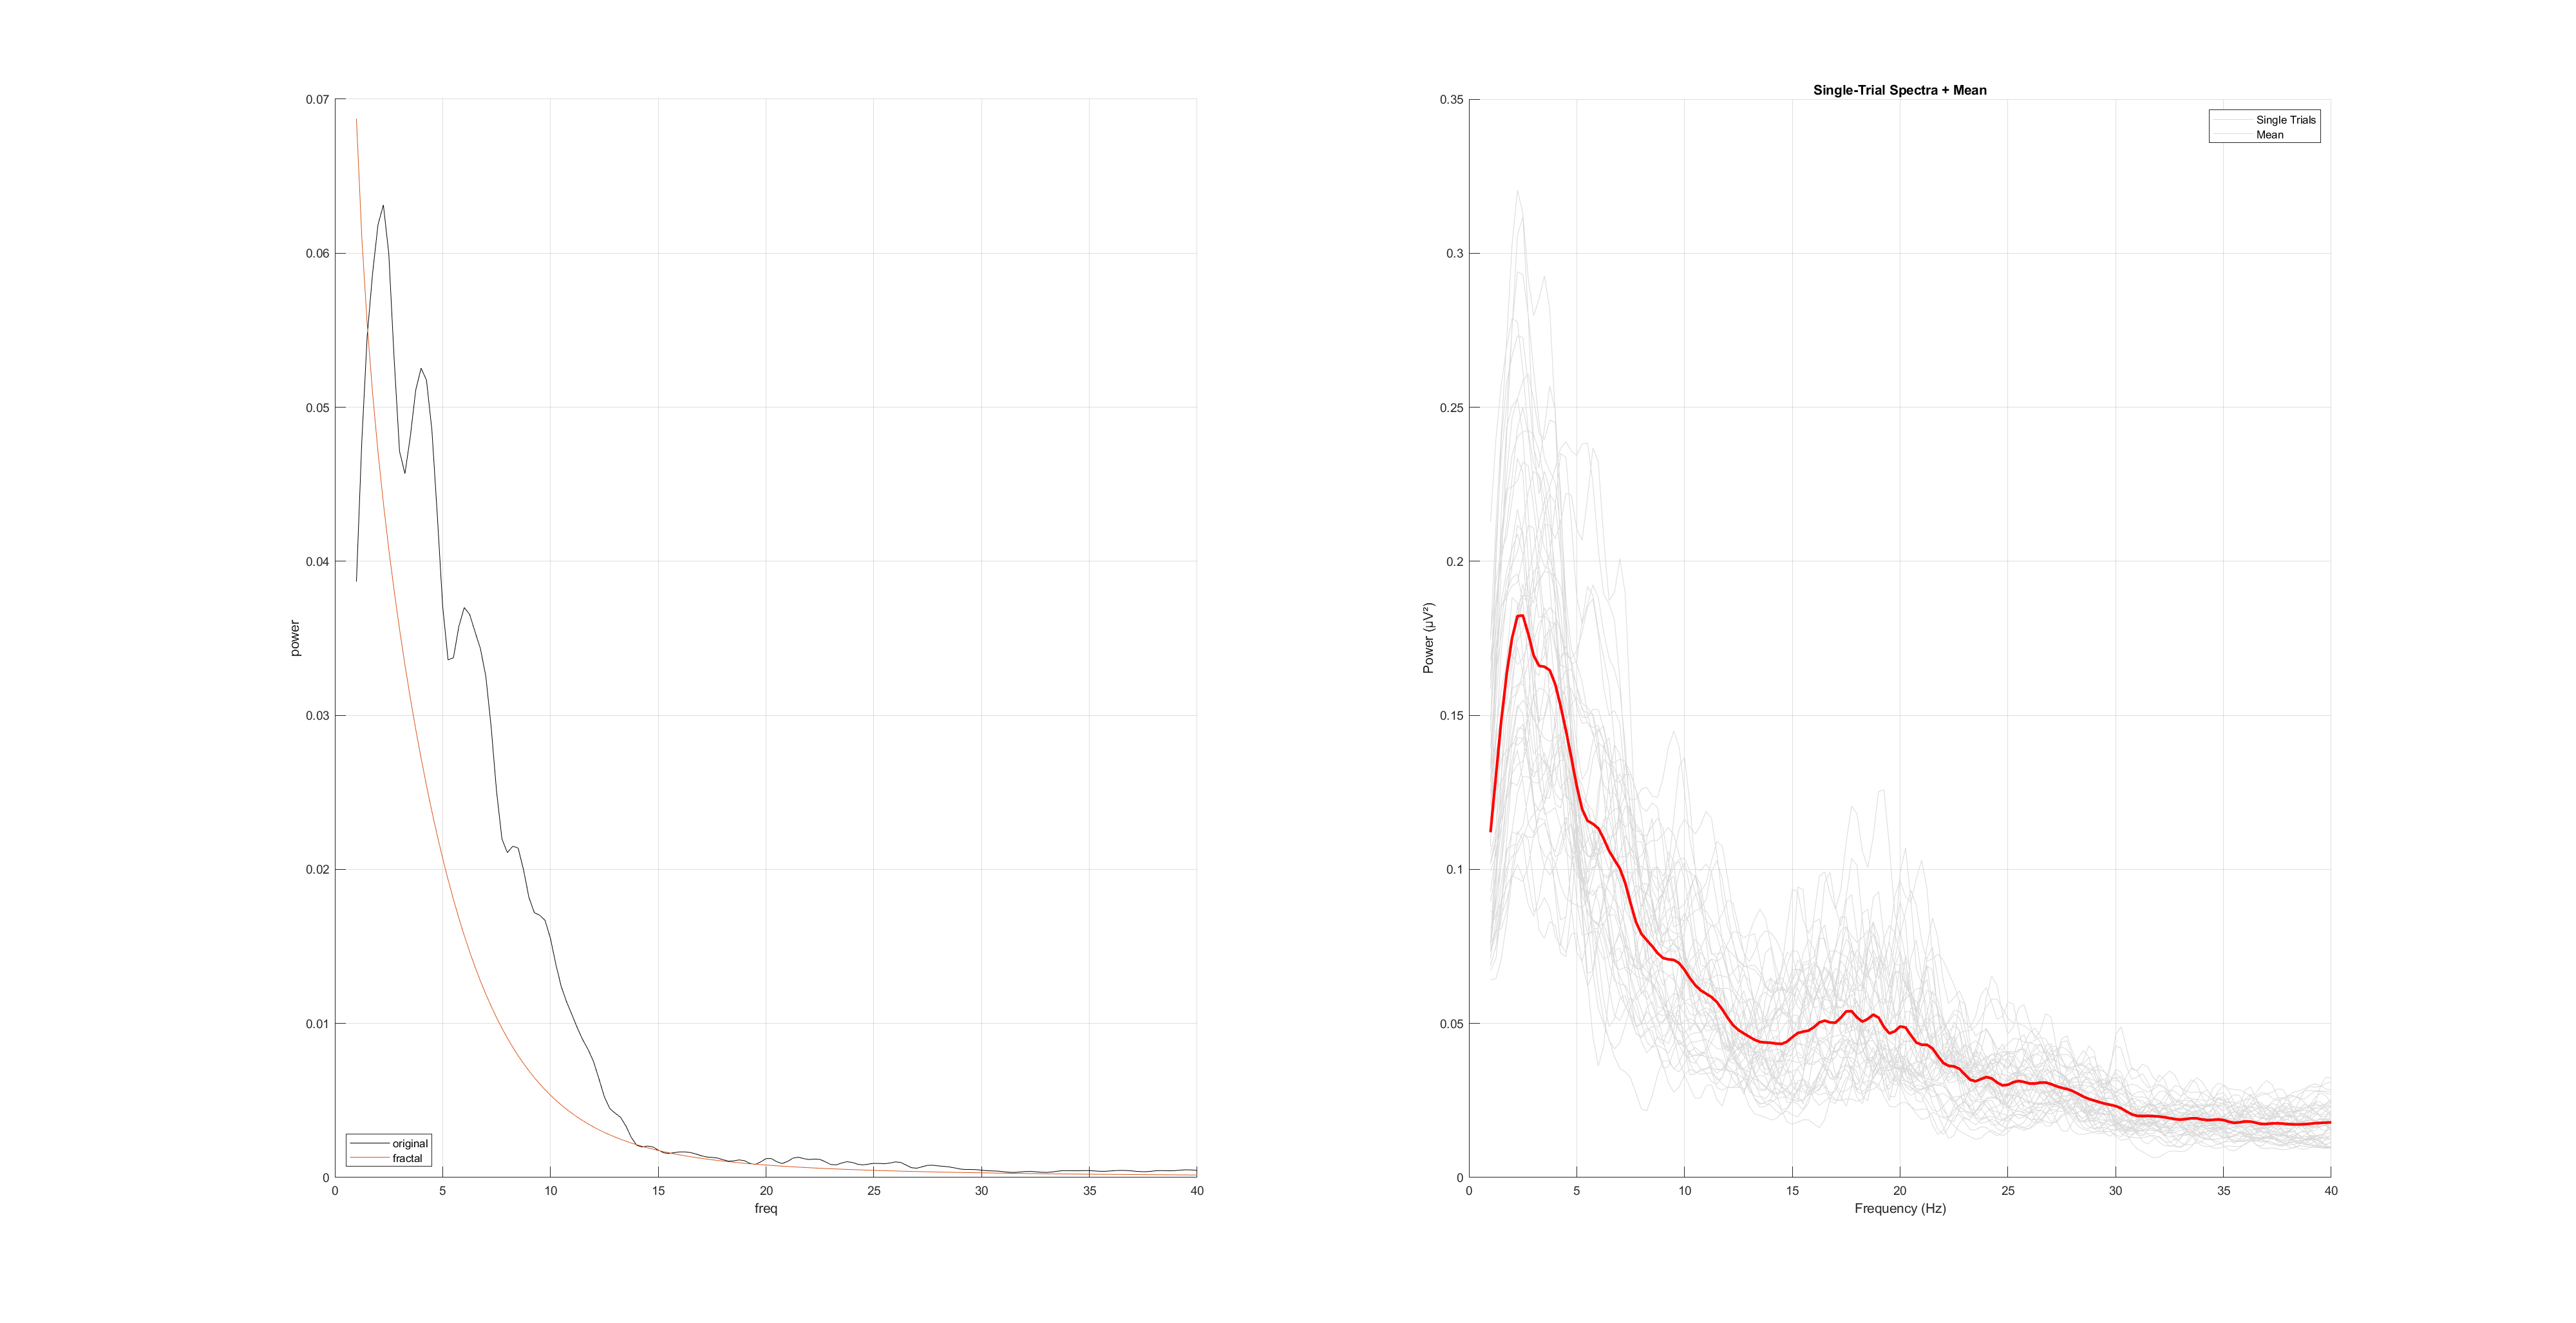 0.07
0.06
0.05
0.04
0.03
0.02
0.01
0
power
0 5 10 15 20 25 30 35 40
freq
original
fractal
Single-Trial Spectra + Mean
0.35
0.3
0.25
0.2
0.15
0.1
0.05
0
Power (µV²)
0 5 10 15 20 25 30 35 40
Frequency (Hz)
Single Trials
Mean